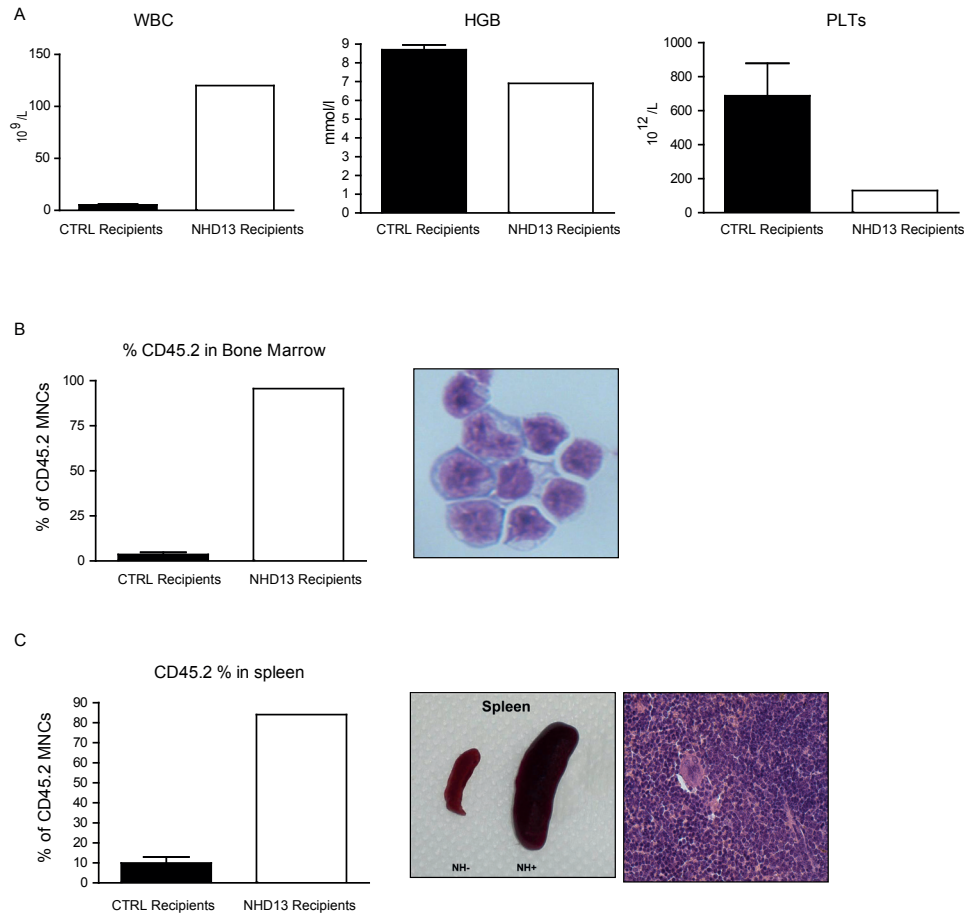 A
WBC
150
100
50
0
10⁹/L
CTRL Recipients
NHD13 Recipients
HGB
9
8
7
6
5
4
3
2
1
0
mmol/l
CTRL Recipients
NHD13 Recipients
PLTs
1000
800
600
400
200
0
10¹²/L
CTRL Recipients
NHD13 Recipients
B
% CD45.2 in Bone Marrow
100
75
50
25
0
% of CD45.2 MNCs
CTRL Recipients
NHD13 Recipients
C
CD45.2 % in spleen
90
80
70
60
50
40
30
20
10
0
% of CD45.2 MNCs
CTRL Recipients
NHD13 Recipients
Spleen
NH-
NH+